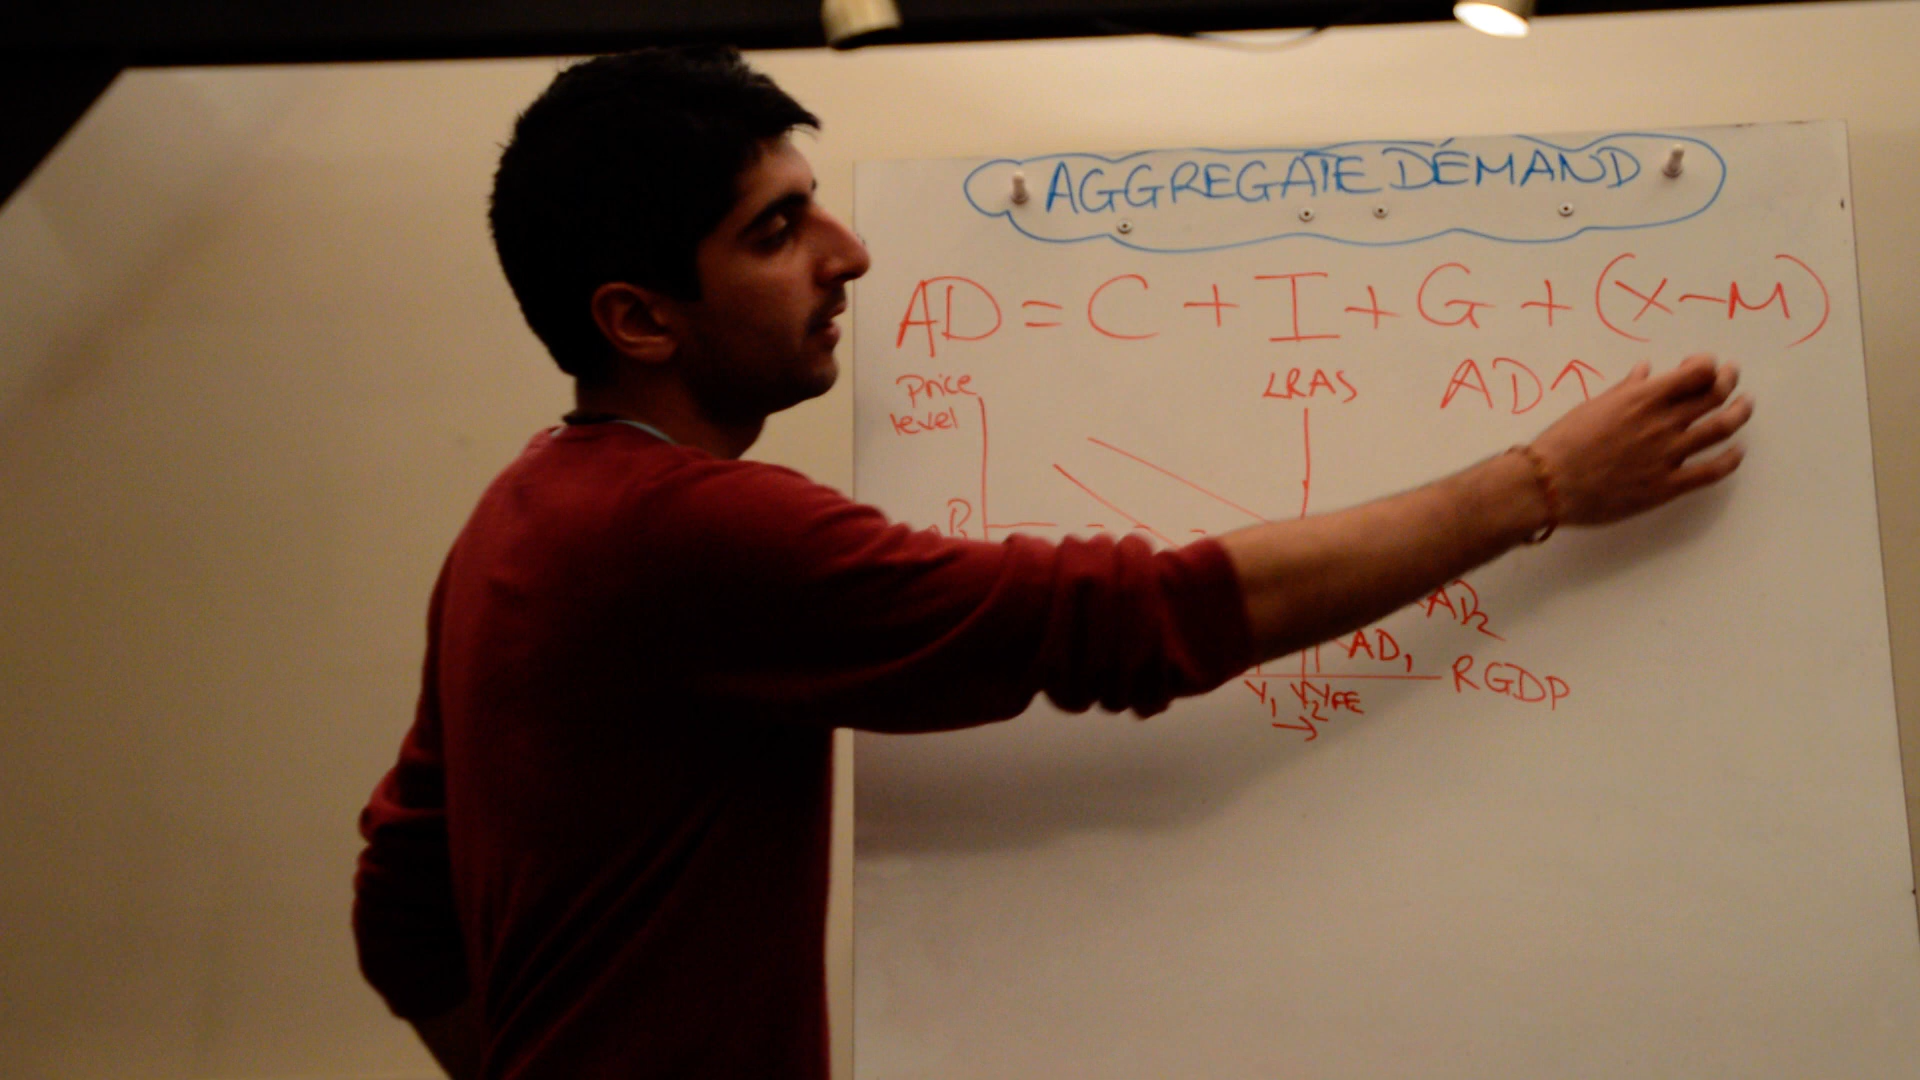 AGGREGATE DEMAND
AD = C + I + G + (X-M)
Price level
LRAS
AD↑
P
AD2
AD1
RGDP
Y1 Y2 YFE
→